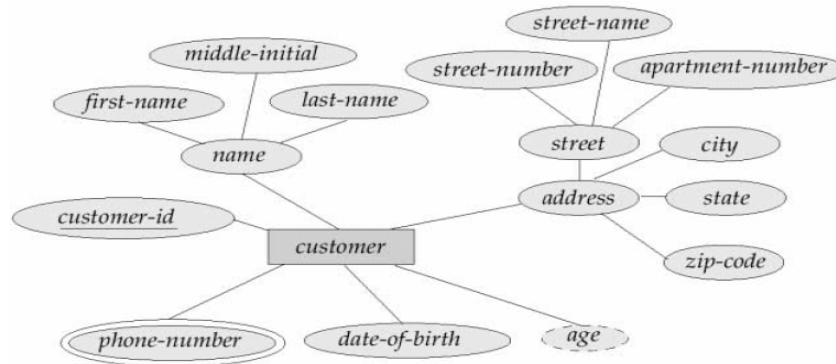 street-name
middle-initial
street-number
apartment-number
first-name
last-name
name
street
city
customer-id
address
state
customer
zip-code
phone-number
date-of-birth
age